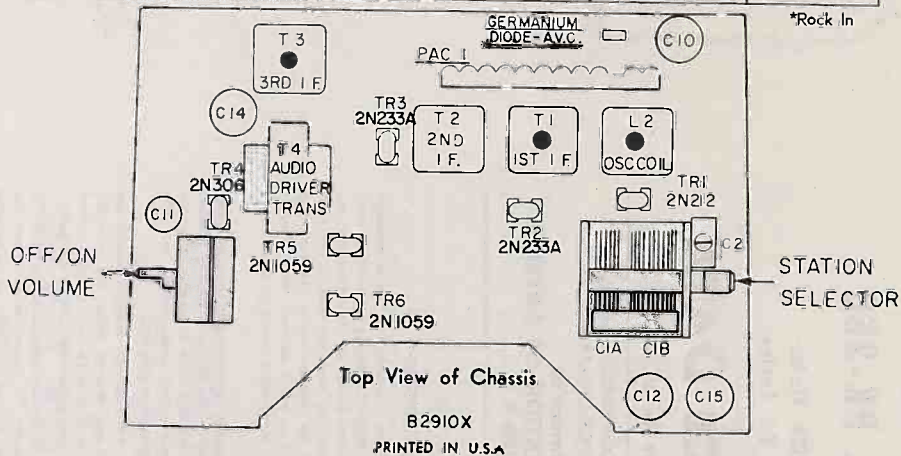 *Rock In
GERMANIUM
DIODE-A.V.C.
C10
PAC 1
T 3
3RD I F.
C14
TR3
2N233A
T 2
2ND
I F.
T 1
1ST I F.
L 2
OSC COIL
T4
AUDIO
DRIVER
TRANS
TR4
2N306
TR1
2N212
C11
TR5
2N1059
TR2
2N233A
C2
OFF/ON
VOLUME
STATION
SELECTOR
TR6
2N1059
C1A C1B
Top View of Chassis
C12
C15
B2910X
PRINTED IN U.S.A